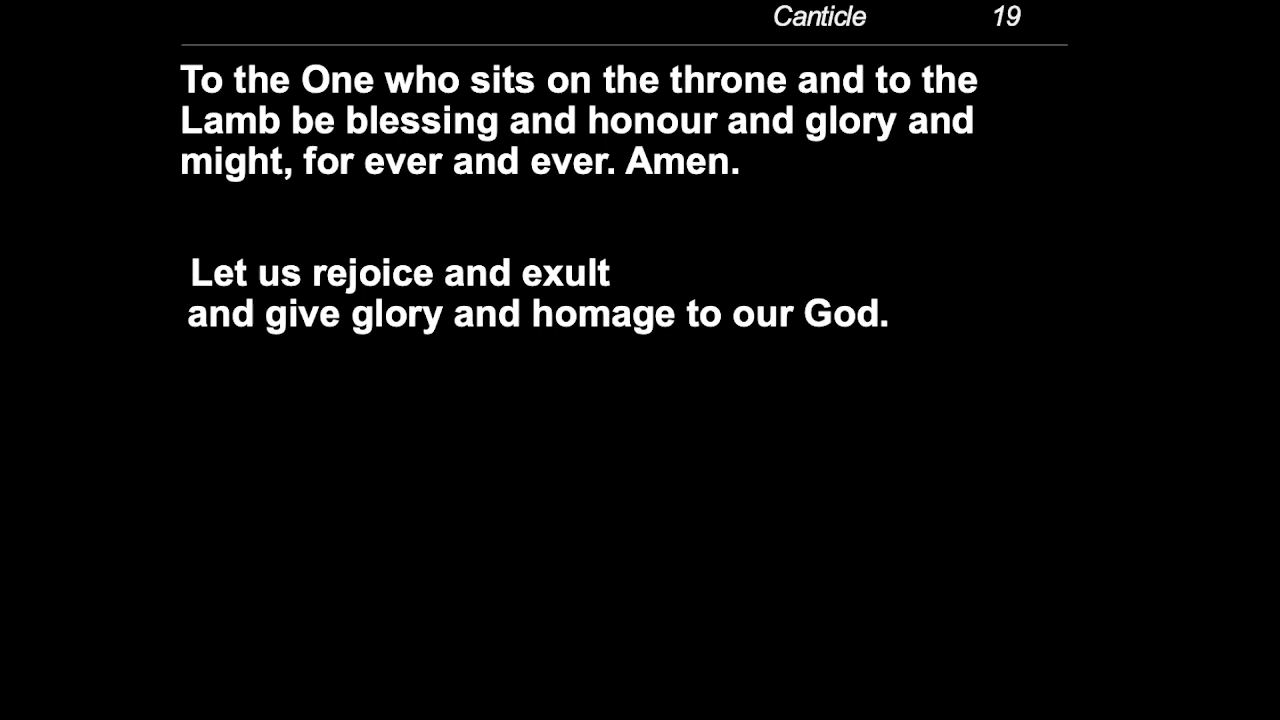 Canticle 19
To the One who sits on the throne and to the
Lamb be blessing and honour and glory and
might, for ever and ever. Amen.
Let us rejoice and exult
and give glory and homage to our God.